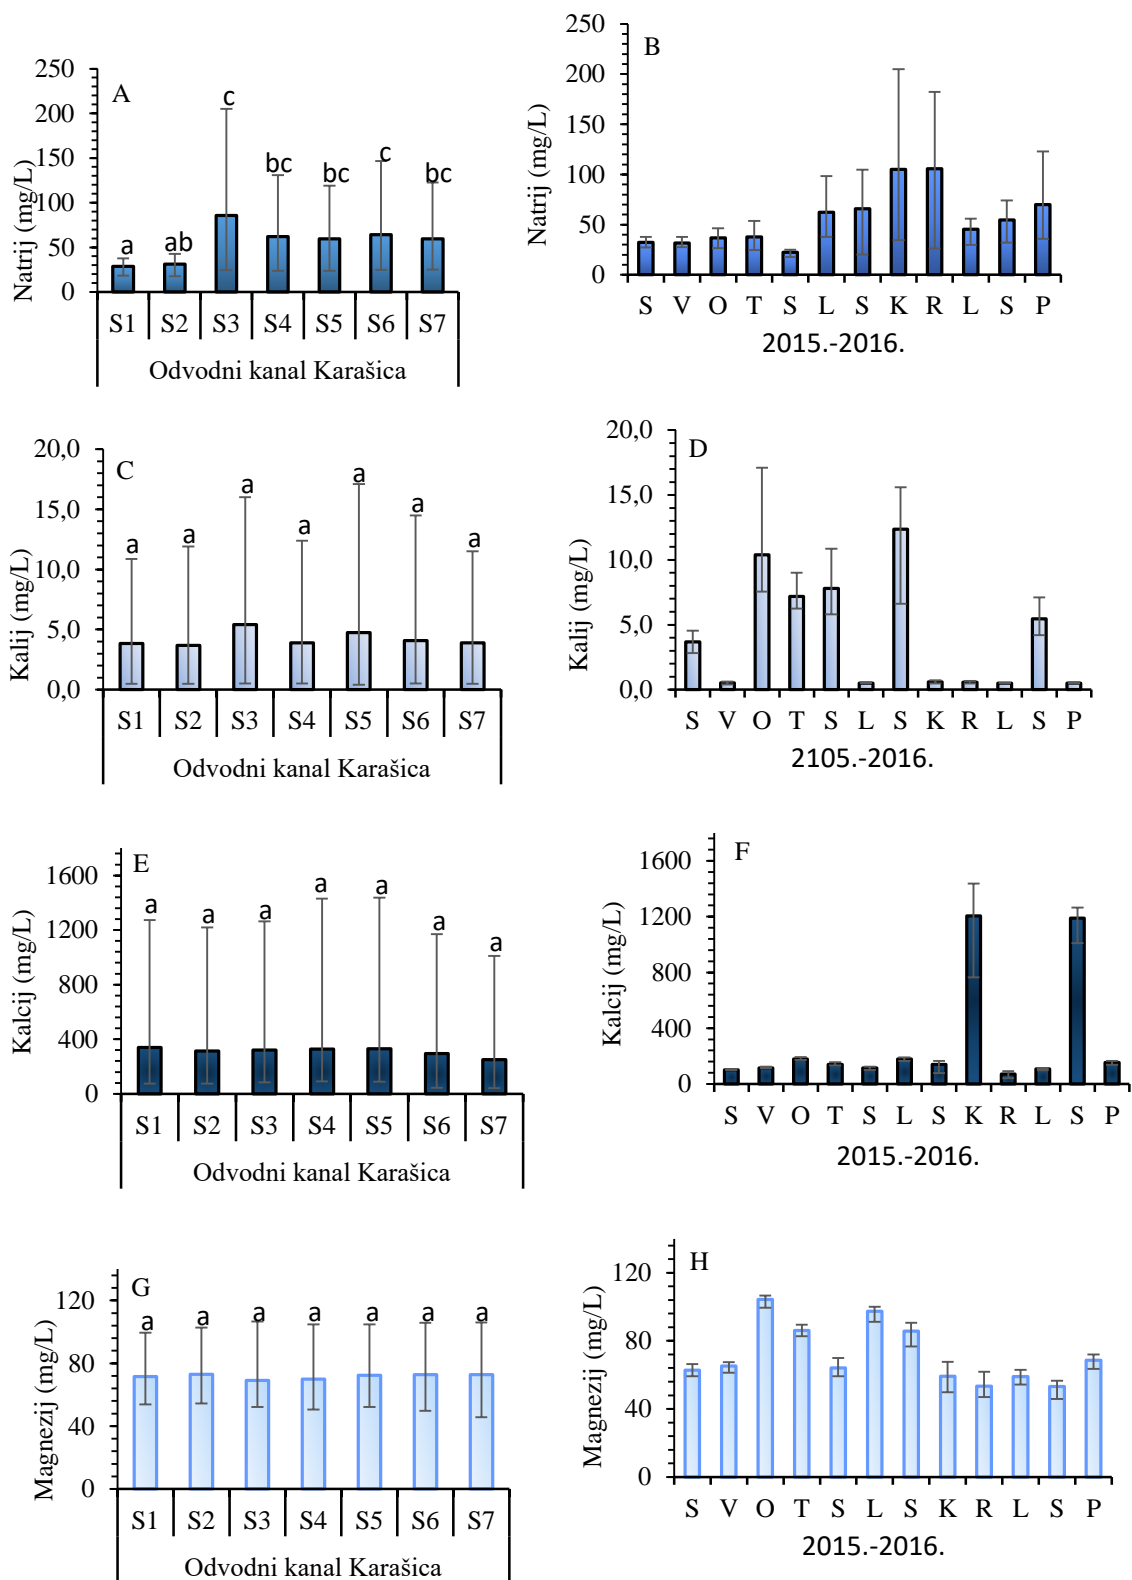 A
Natrij (mg/L)
250
200
150
100
50
0
a
ab
c
bc
bc
c
bc
S1 S2 S3 S4 S5 S6 S7
Odvodni kanal Karašica
B
Natrij (mg/L)
250
200
150
100
50
0
S V O T S L S K R L S P
2015.-2016.
C
Kalij (mg/L)
20,0
15,0
10,0
5,0
0,0
a a a a a a a
S1 S2 S3 S4 S5 S6 S7
Odvodni kanal Karašica
D
Kalij (mg/L)
20,0
15,0
10,0
5,0
0,0
S V O T S L S K R L S P
2105.-2016.
E
Kalcij (mg/L)
1600
1200
800
400
0
a a a a a a a
S1 S2 S3 S4 S5 S6 S7
Odvodni kanal Karašica
F
Kalcij (mg/L)
1600
1200
800
400
0
S V O T S L S K R L S P
2015.-2016.
G
Magnezij (mg/L)
120
80
40
0
a a a a a a a
S1 S2 S3 S4 S5 S6 S7
Odvodni kanal Karašica
H
Magnezij (mg/L)
120
80
40
0
S V O T S L S K R L S P
2015.-2016.